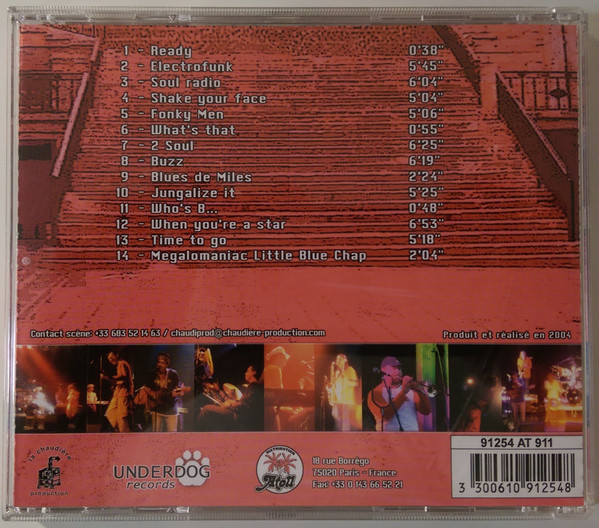 1 - Ready 0'38"
2 - Electrofunk 5'45"
3 - Soul radio 6'04"
4 - Shake your face 5'04"
5 - Fonky Men 5'06"
6 - What's that 0'55"
7 - 2 Soul 6'25"
8 - Buzz 6'19"
9 - Blues de Miles 2'24"
10 - Jungalize it 5'25"
11 - Who's B... 0'48"
12 - When you're a star 6'53"
13 - Time to go 5'18"
14 - Megalomaniac Little Blue Chap 2'04"
Contact scène: +33 683 52 14 63 / chaudiprod@chaudiere-production.com
Produit et réalisé en 2004
la chaudière
production
UNDERDOG
records
DISTRIBUTION
Atoll
18 rue Borrégo
75020 Paris - France
Fax: +33 0 143 66 52 21
91254 AT 911
3 300610 912548